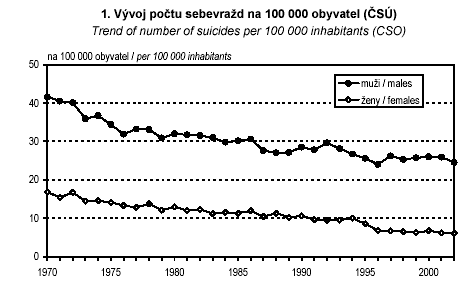 1. Vývoj počtu sebevražd na 100 000 obyvatel (ČSÚ)
Trend of number of suicides per 100 000 inhabitants (CSO)
na 100 000 obyvatel / per 100 000 inhabitants
50
40
30
20
10
0
muži / males
ženy / females
1970 1975 1980 1985 1990 1995 2000